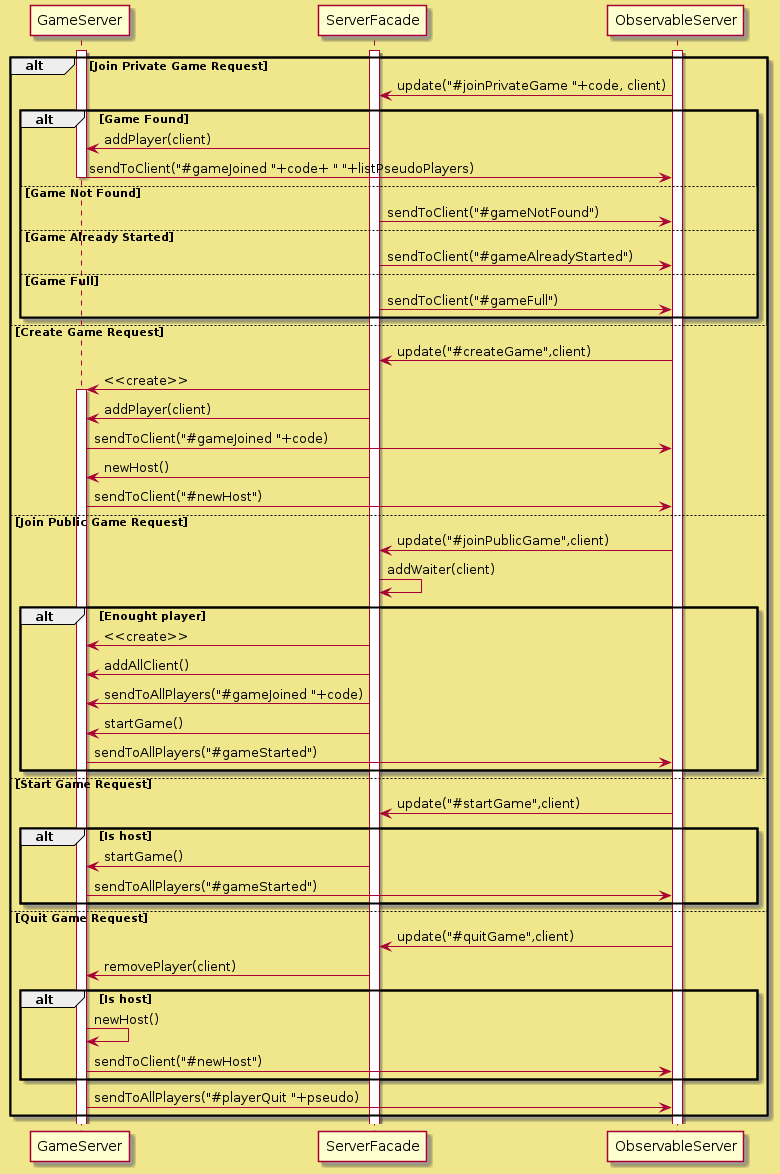 GameServer ServerFacade ObservableServer
alt [Join Private Game Request]
update("#joinPrivateGame "+code, client)
alt [Game Found]
addPlayer(client)
sendToClient("#gameJoined "+code+ " "+listPseudoPlayers)
[Game Not Found]
sendToClient("#gameNotFound")
[Game Already Started]
sendToClient("#gameAlreadyStarted")
[Game Full]
sendToClient("#gameFull")
[Create Game Request]
update("#createGame",client)
<<create>>
addPlayer(client)
sendToClient("#gameJoined "+code)
newHost()
sendToClient("#newHost")
[Join Public Game Request]
update("#joinPublicGame",client)
addWaiter(client)
alt [Enought player]
<<create>>
addAllClient()
sendToAllPlayers("#gameJoined "+code)
startGame()
sendToAllPlayers("#gameStarted")
[Start Game Request]
update("#startGame",client)
alt [Is host]
startGame()
sendToAllPlayers("#gameStarted")
[Quit Game Request]
update("#quitGame",client)
removePlayer(client)
alt [Is host]
newHost()
sendToClient("#newHost")
sendToAllPlayers("#playerQuit "+pseudo)
GameServer ServerFacade ObservableServer